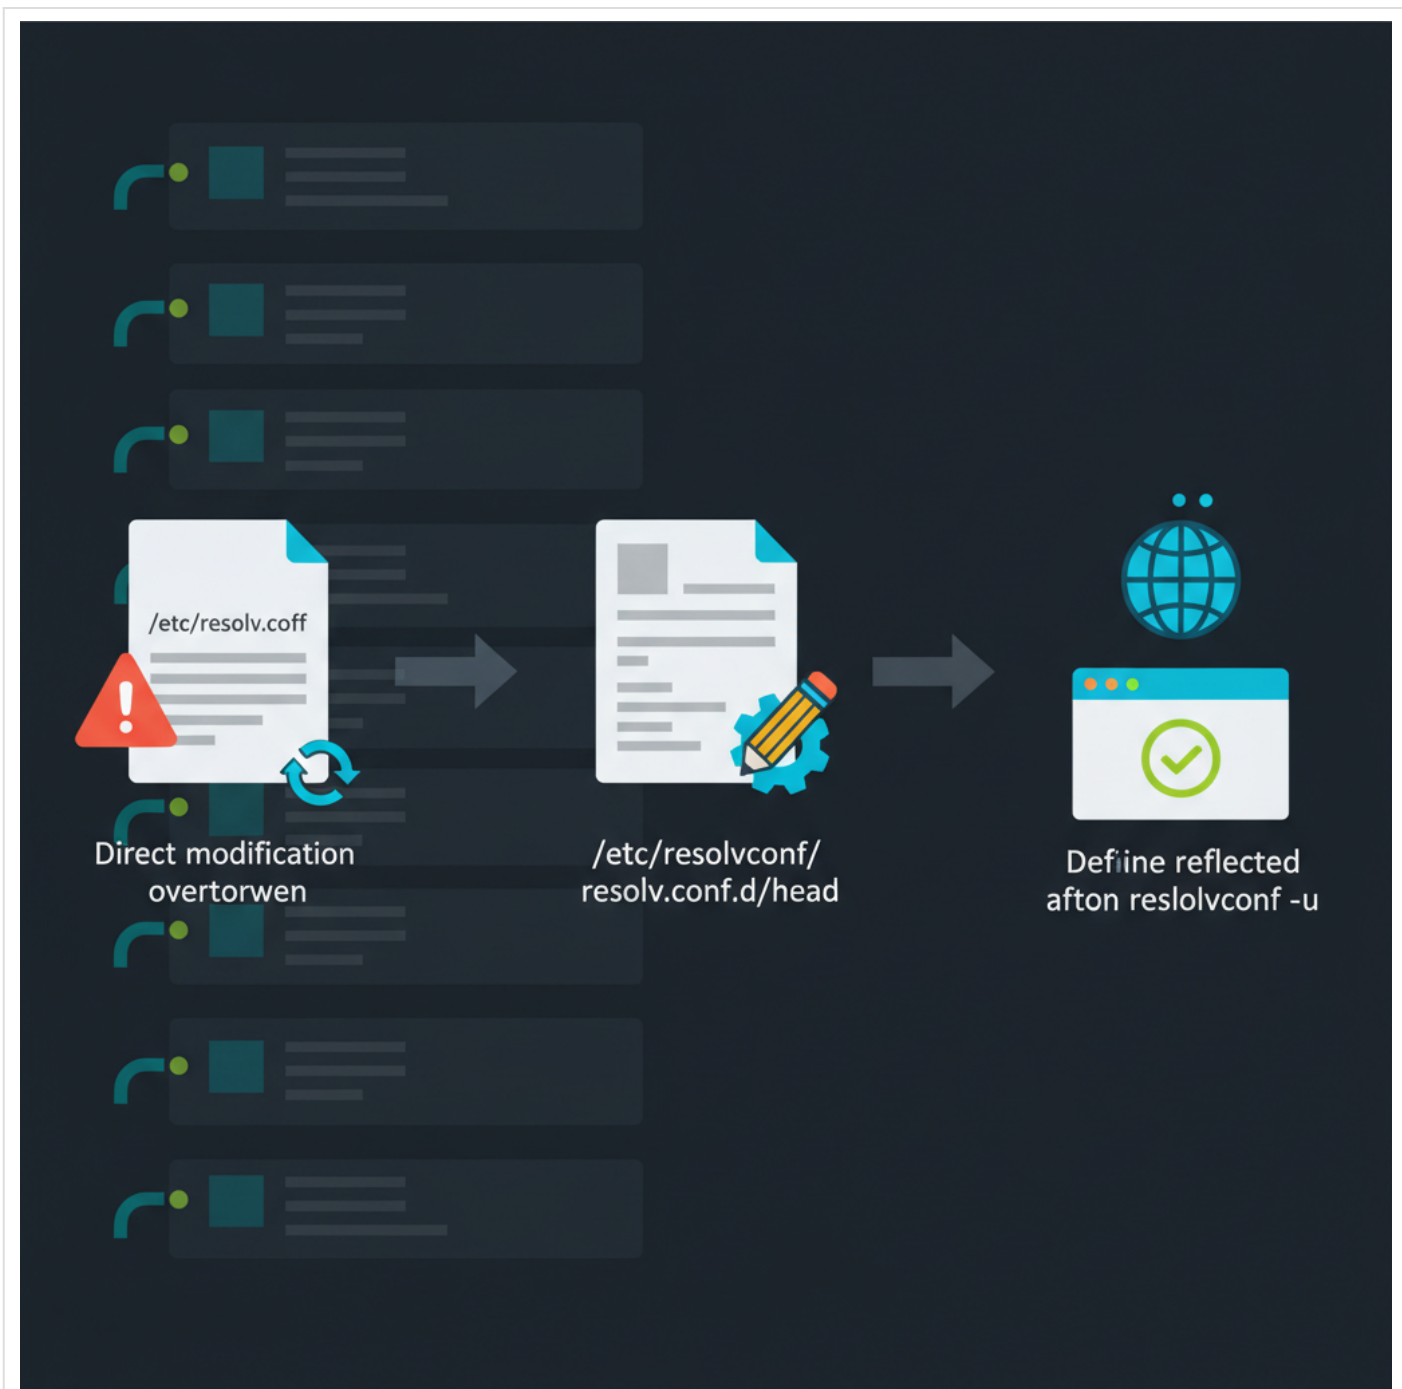 /etc/resolv.coff
Direct modification
overtorwen
/etc/resolvconf/
resolv.conf.d/head
Defiine reflected
afton reslolvconf -u